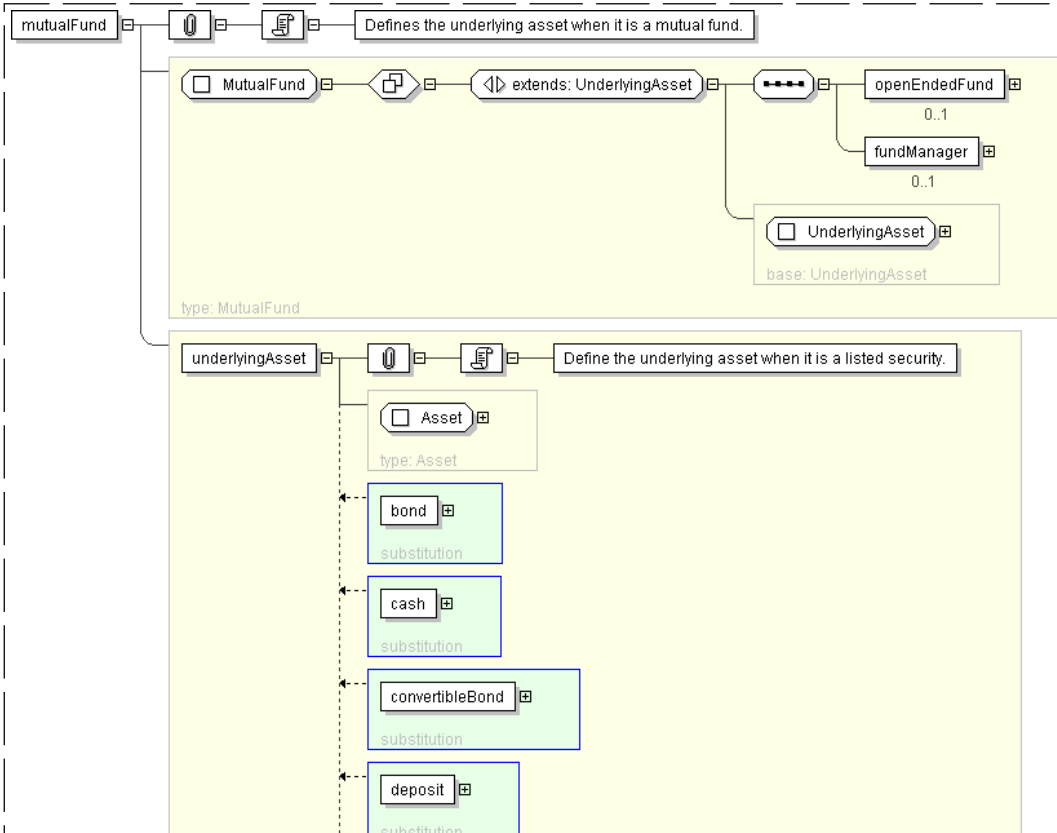 mutualFund
Defines the underlying asset when it is a mutual fund.
MutualFund
extends: UnderlyingAsset
openEndedFund
0..1
fundManager
0..1
UnderlyingAsset
base: UnderlyingAsset
type: MutualFund
underlyingAsset
Define the underlying asset when it is a listed security.
Asset
type: Asset
bond
substitution
cash
substitution
convertibleBond
substitution
deposit
substitution